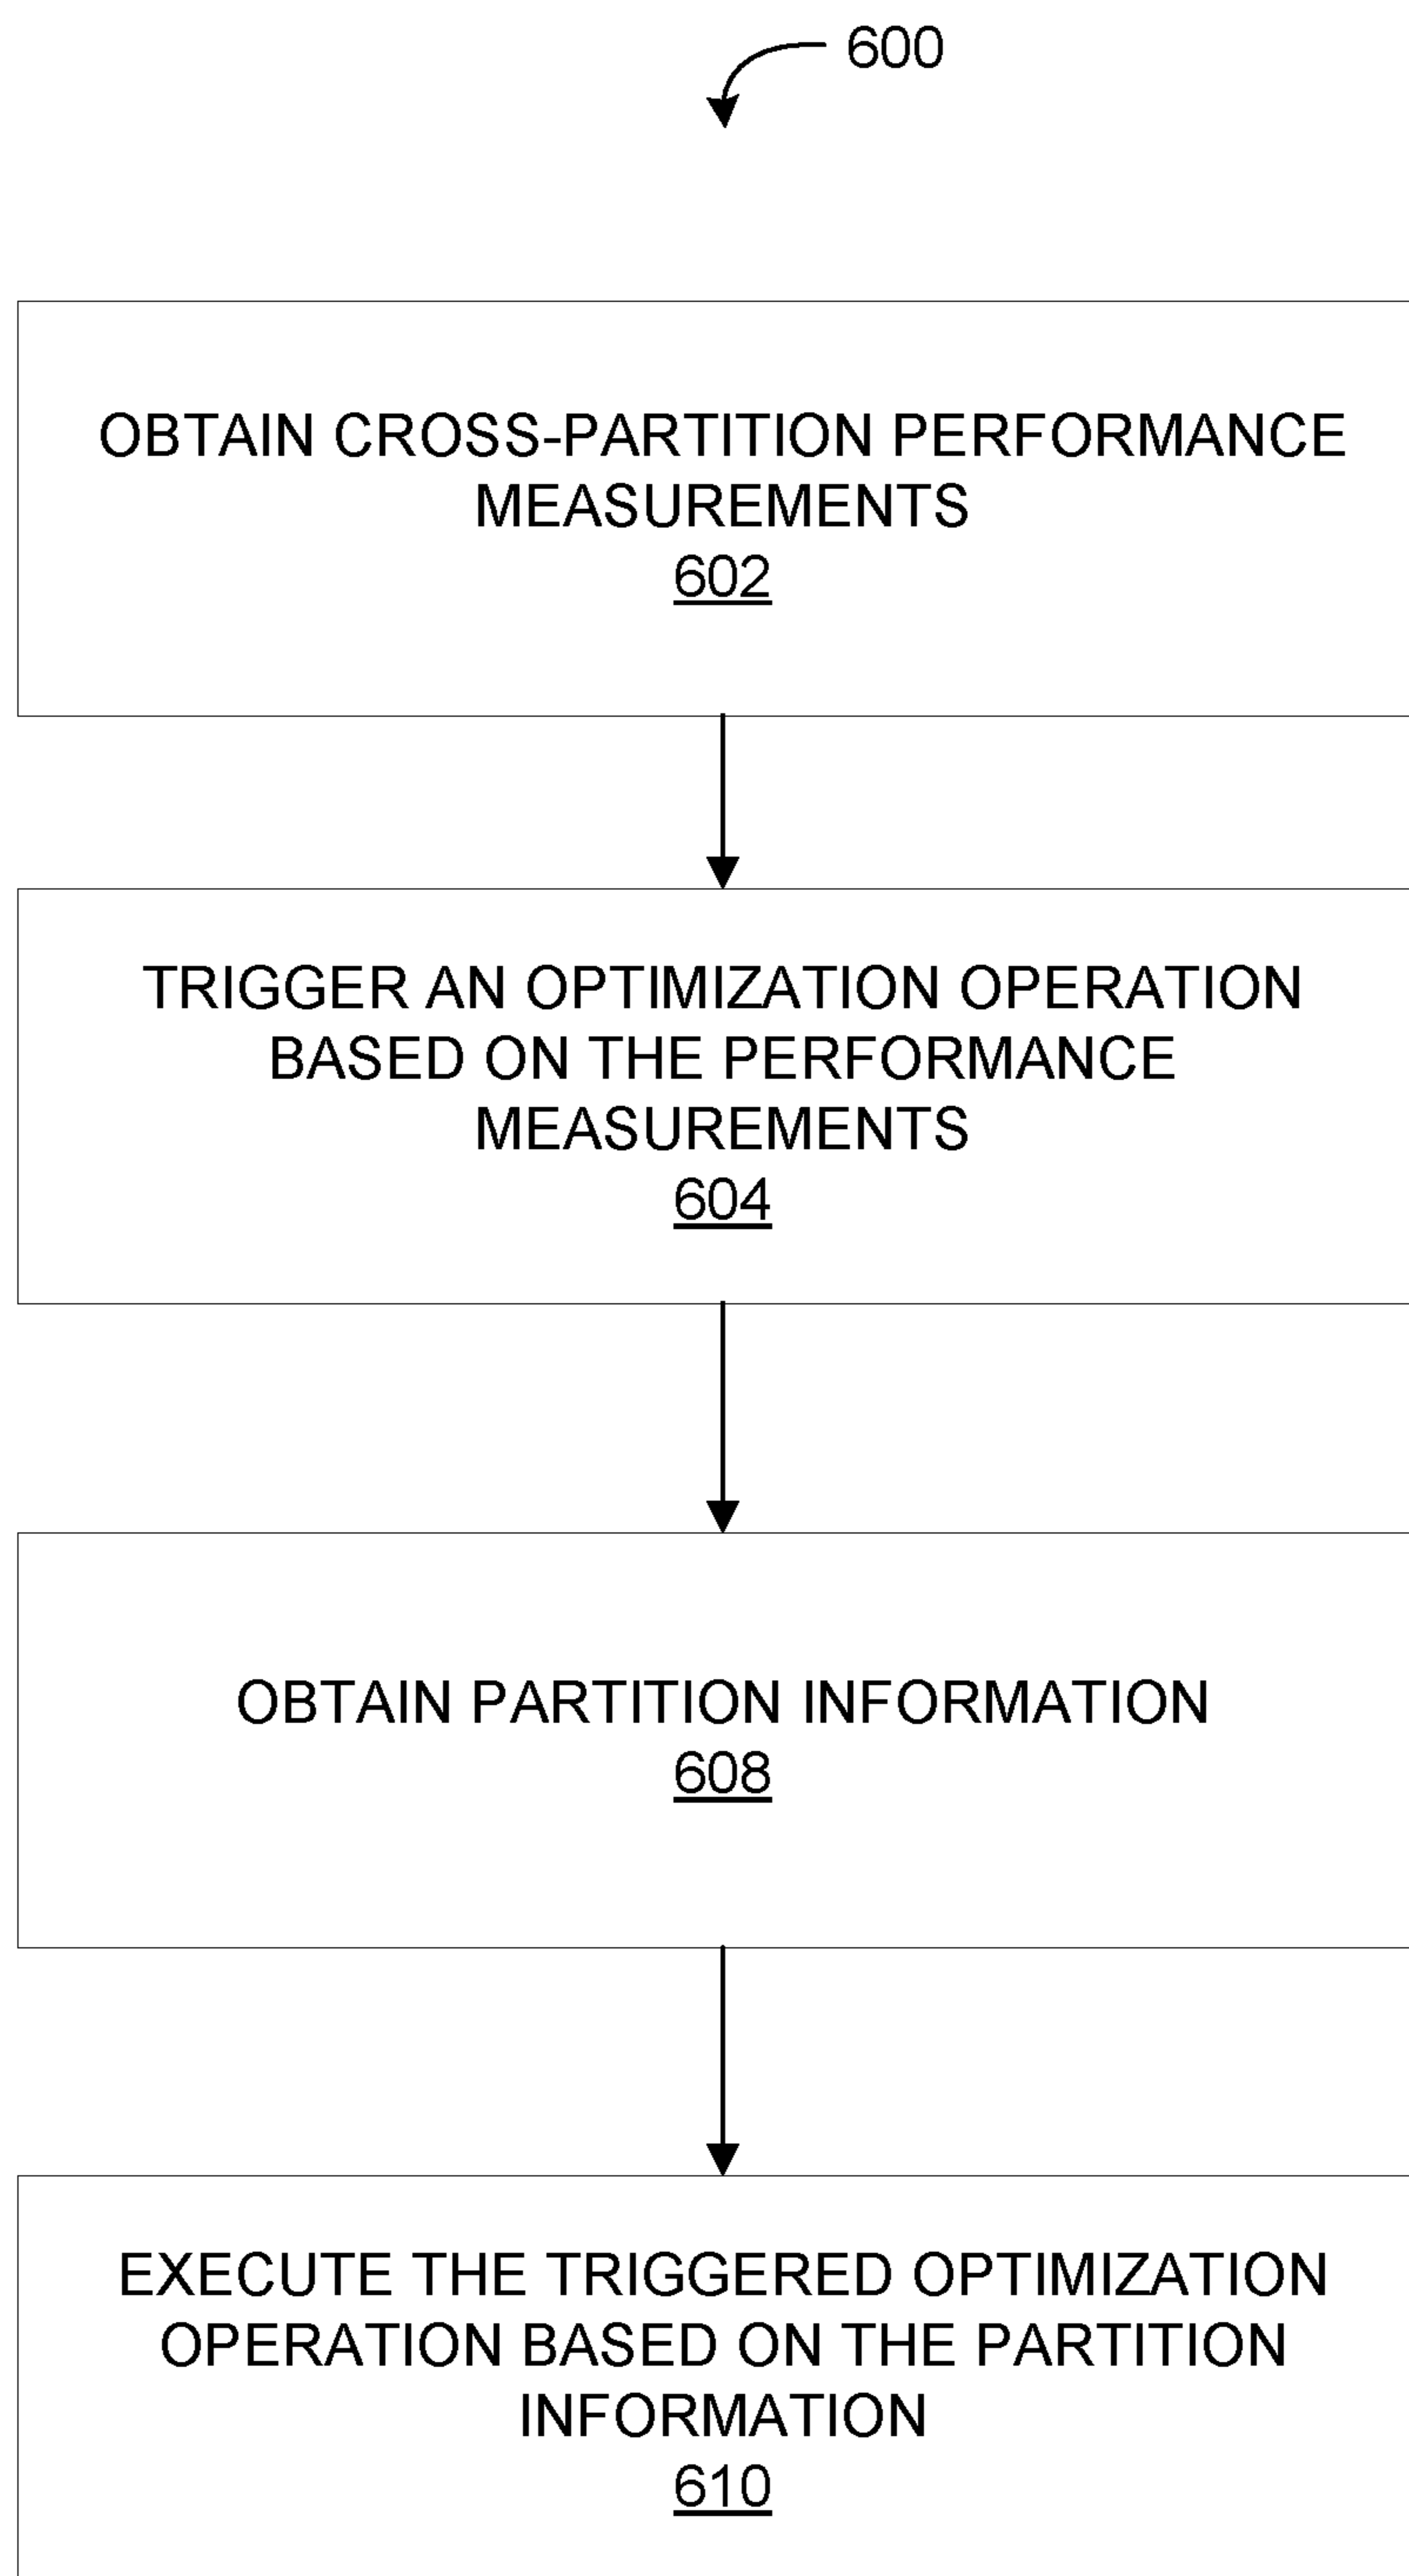 600
OBTAIN CROSS-PARTITION PERFORMANCE
MEASUREMENTS
602
TRIGGER AN OPTIMIZATION OPERATION
BASED ON THE PERFORMANCE
MEASUREMENTS
604
OBTAIN PARTITION INFORMATION
608
EXECUTE THE TRIGGERED OPTIMIZATION
OPERATION BASED ON THE PARTITION
INFORMATION
610